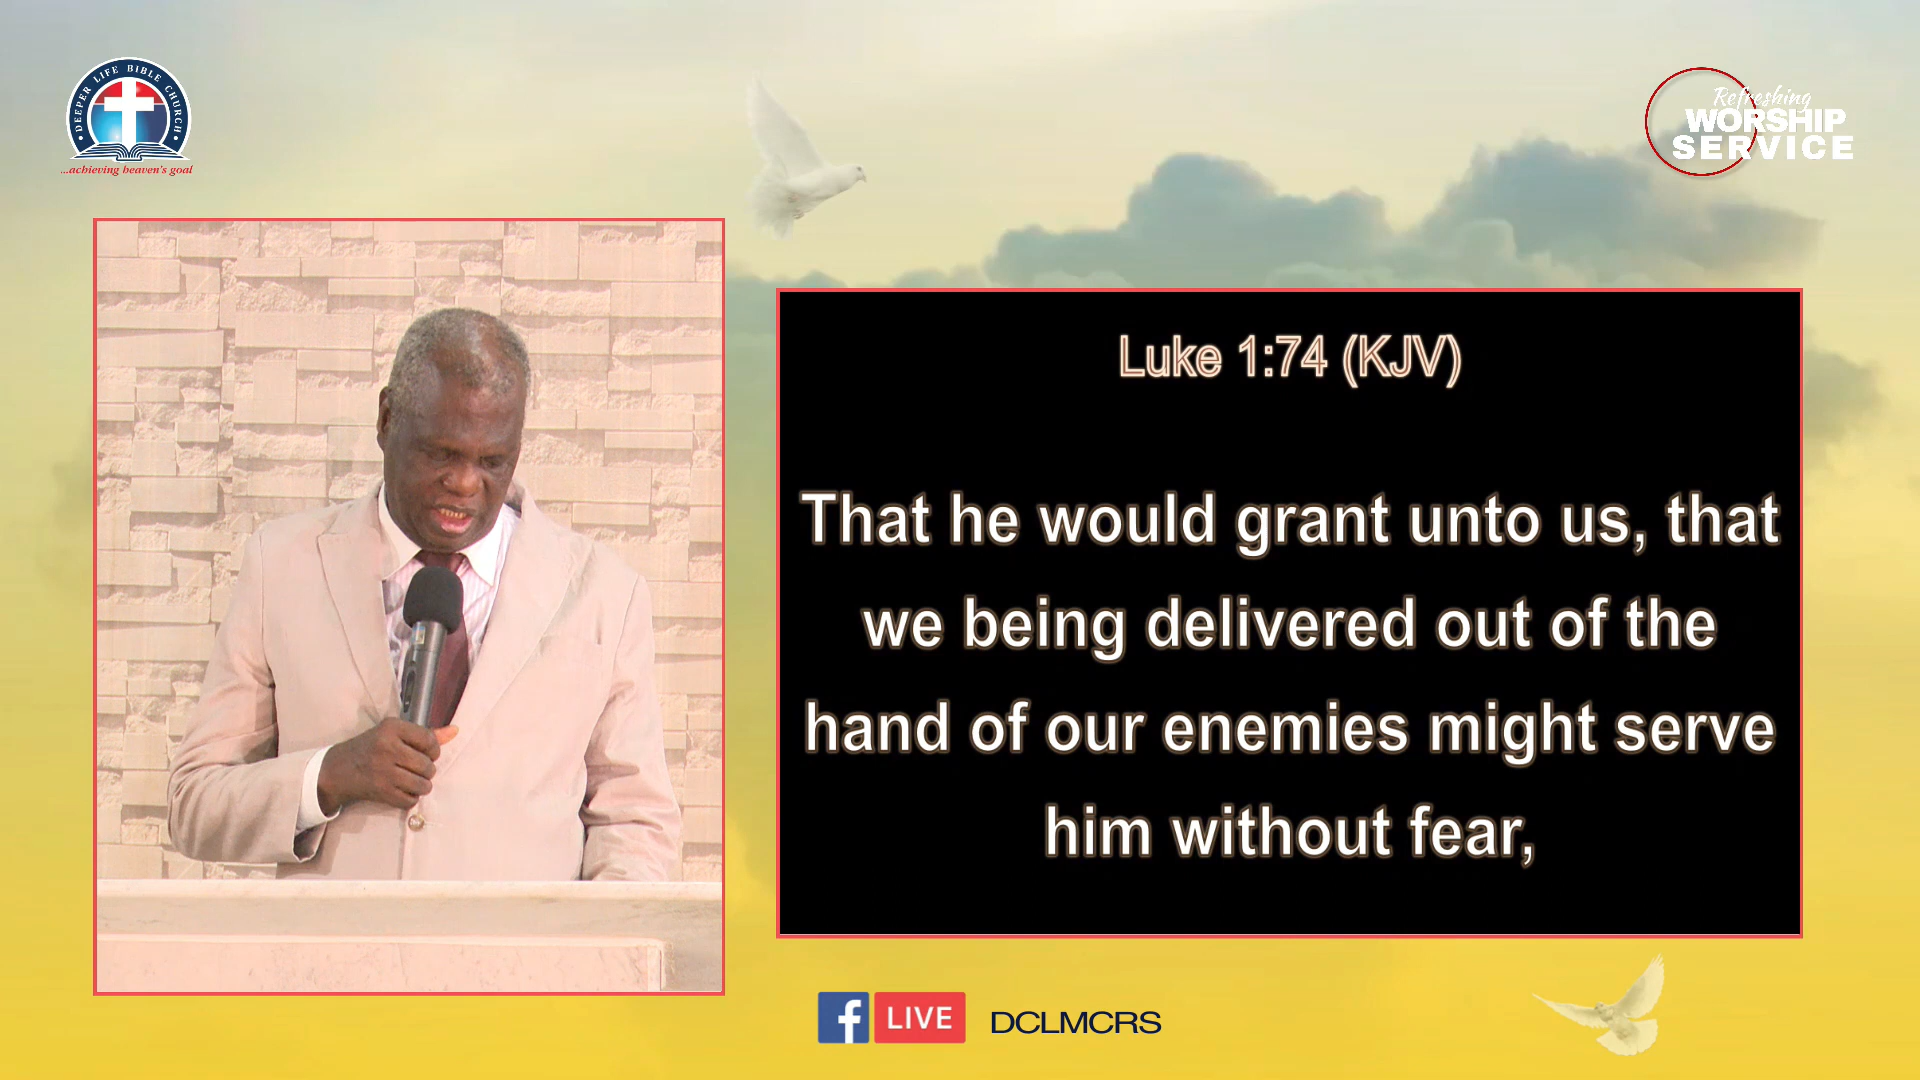 DEEPER LIFE BIBLE CHURCH
...achieving heaven's goal
Refreshing
WORSHIP
SERVICE
Luke 1:74 (KJV)
That he would grant unto us, that
we being delivered out of the
hand of our enemies might serve
him without fear,
f LIVE DCLMCRS